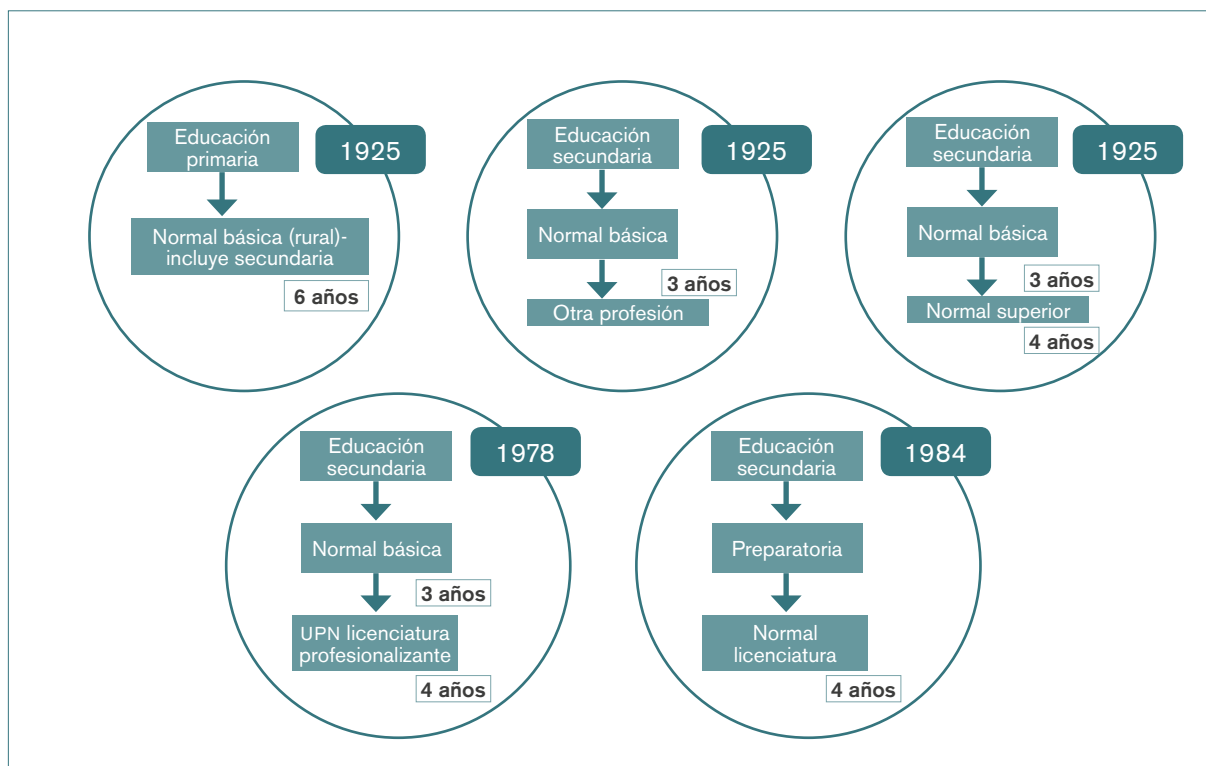 Educación
primaria
1925
Normal básica (rural)-
incluye secundaria
6 años
Educación
secundaria
1925
Normal básica
3 años
Otra profesión
Educación
secundaria
1925
Normal básica
3 años
Normal superior
4 años
Educación
secundaria
1978
Normal básica
3 años
UPN licenciatura
profesionalizante
4 años
Educación
secundaria
1984
Preparatoria
Normal
licenciatura
4 años